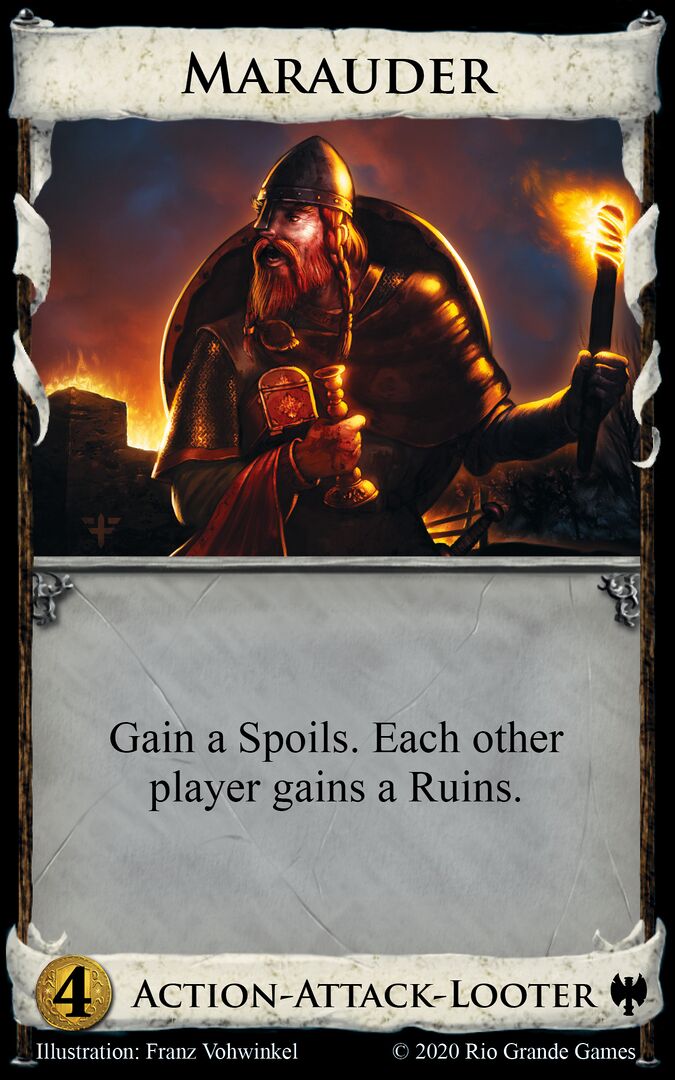 Marauder
Gain a Spoils. Each other
player gains a Ruins.
4 Action-Attack-Looter
Illustration: Franz Vohwinkel © 2020 Rio Grande Games